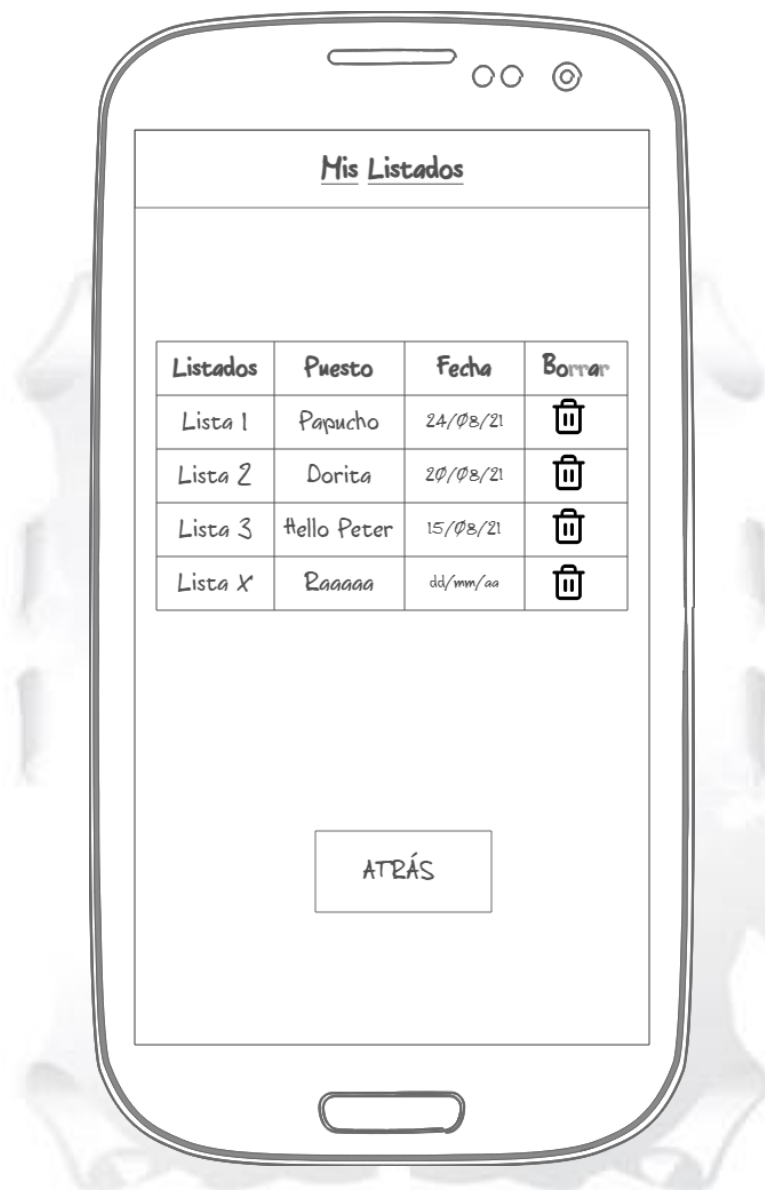 Mis Listados
Listados Puesto Fecha Borrar
Lista 1 Papucho 24/08/21
Lista 2 Dorita 20/08/21
Lista 3 Hello Peter 15/08/21
Lista X Raaaaa dd/mm/aa
ATRÁS